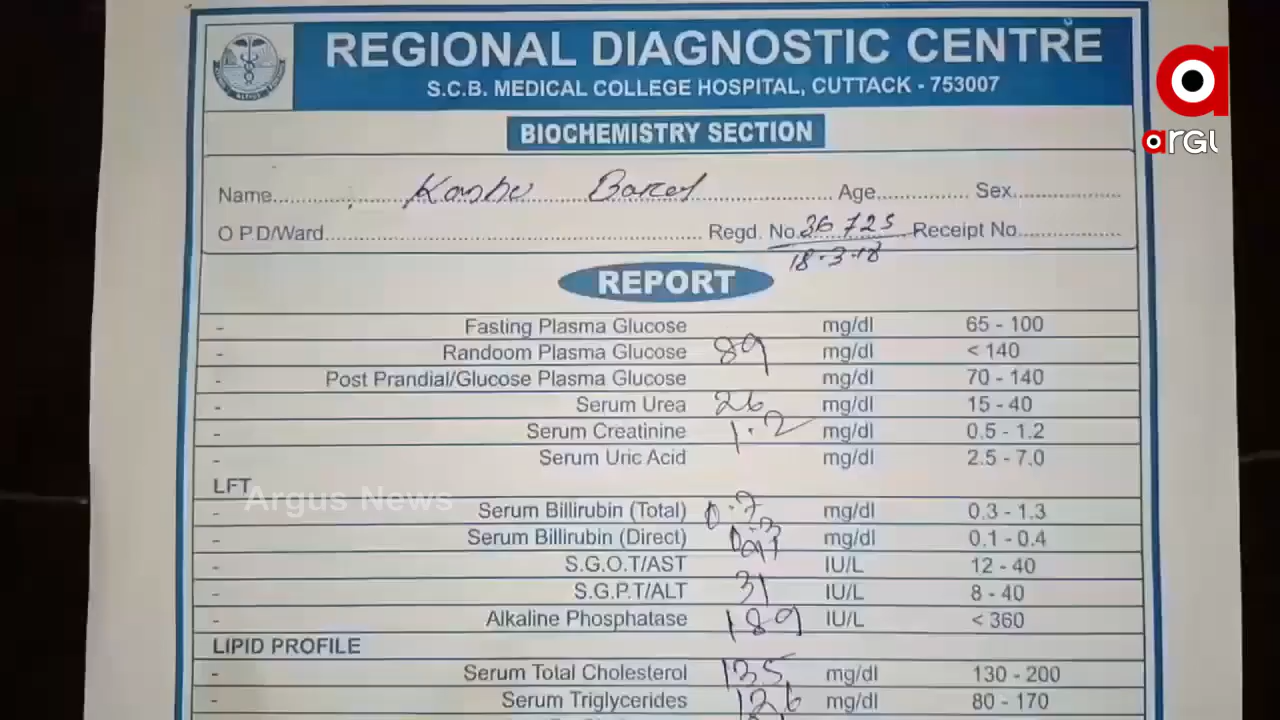 REGIONAL DIAGNOSTIC CENTRE
S.C.B. MEDICAL COLLEGE HOSPITAL, CUTTACK - 753007
BIOCHEMISTRY SECTION
Name Age Sex
O P D/Ward Regd. No. 36725 Receipt No.
18.3.18
REPORT
- Fasting Plasma Glucose mg/dl 65 - 100
- Randoom Plasma Glucose 89 mg/dl < 140
- Post Prandial/Glucose Plasma Glucose mg/dl 70 - 140
- Serum Urea 26 mg/dl 15 - 40
- Serum Creatinine 1.2 mg/dl 0.5 - 1.2
- Serum Uric Acid mg/dl 2.5 - 7.0
LFT
Argus News
- Serum Billirubin (Total) 0.7 mg/dl 0.3 - 1.3
- Serum Billirubin (Direct) mg/dl 0.1 - 0.4
- S.G.O.T/AST IU/L 12 - 40
- S.G.P.T/ALT 31 IU/L 8 - 40
- Alkaline Phosphatase 189 IU/L < 360
LIPID PROFILE
- Serum Total Cholesterol 135 mg/dl 130 - 200
- Serum Triglycerides 126 mg/dl 80 - 170
argu